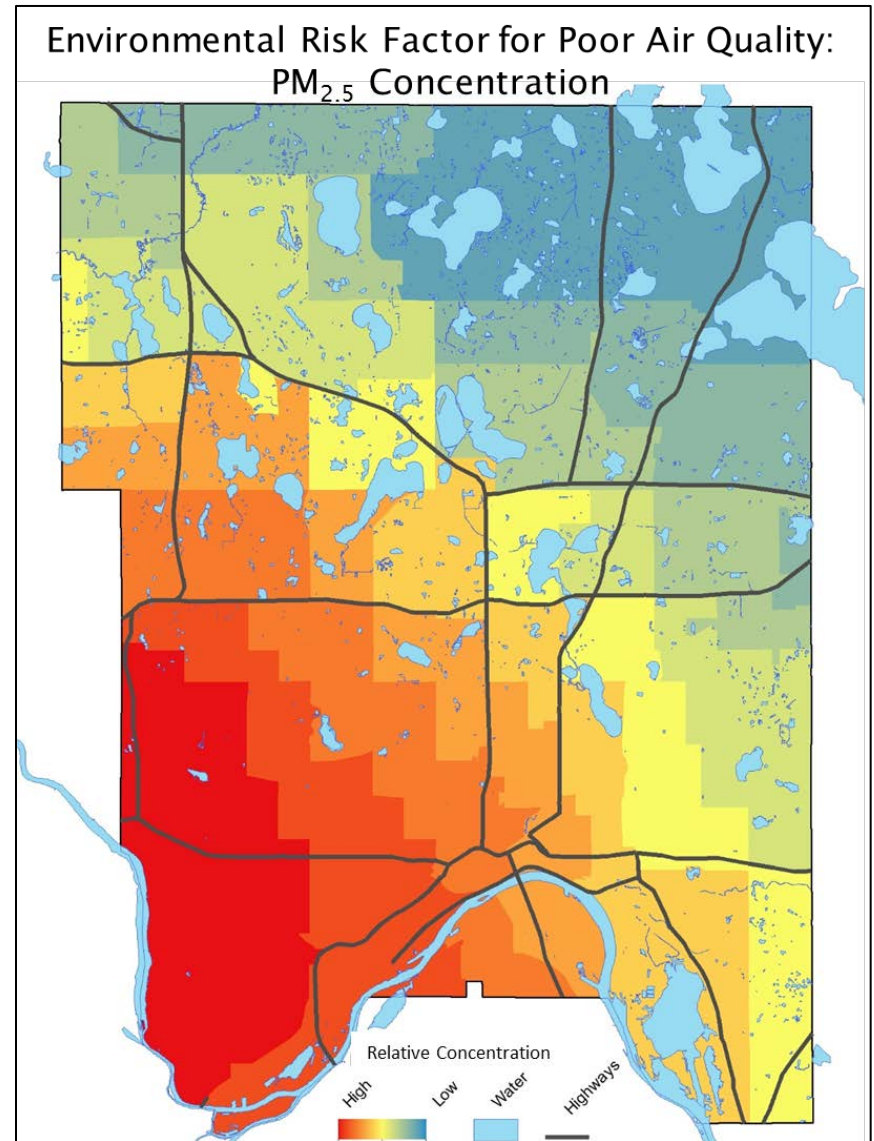 Environmental Risk Factor for Poor Air Quality:
PM₂.₅ Concentration
Relative Concentration
High
Low
Water
Highways